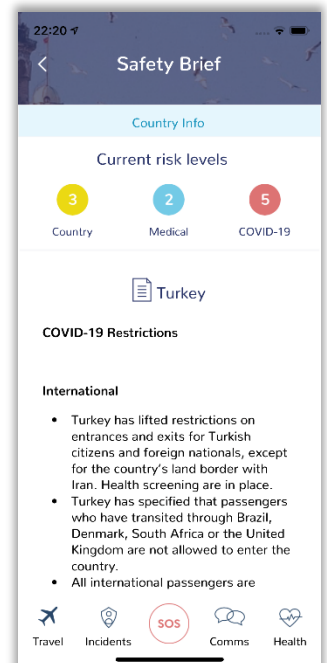 22:20
Safety Brief
Country Info
Current risk levels
3 2 5
Country Medical COVID-19
Turkey
COVID-19 Restrictions
International
• Turkey has lifted restrictions on
entrances and exits for Turkish
citizens and foreign nationals, except
for the country's land border with
Iran. Health screening are in place.
• Turkey has specified that passengers
who have transited through Brazil,
Denmark, South Africa or the United
Kingdom are not allowed to enter the
country.
• All international passengers are
SOS
Travel Incidents Comms Health